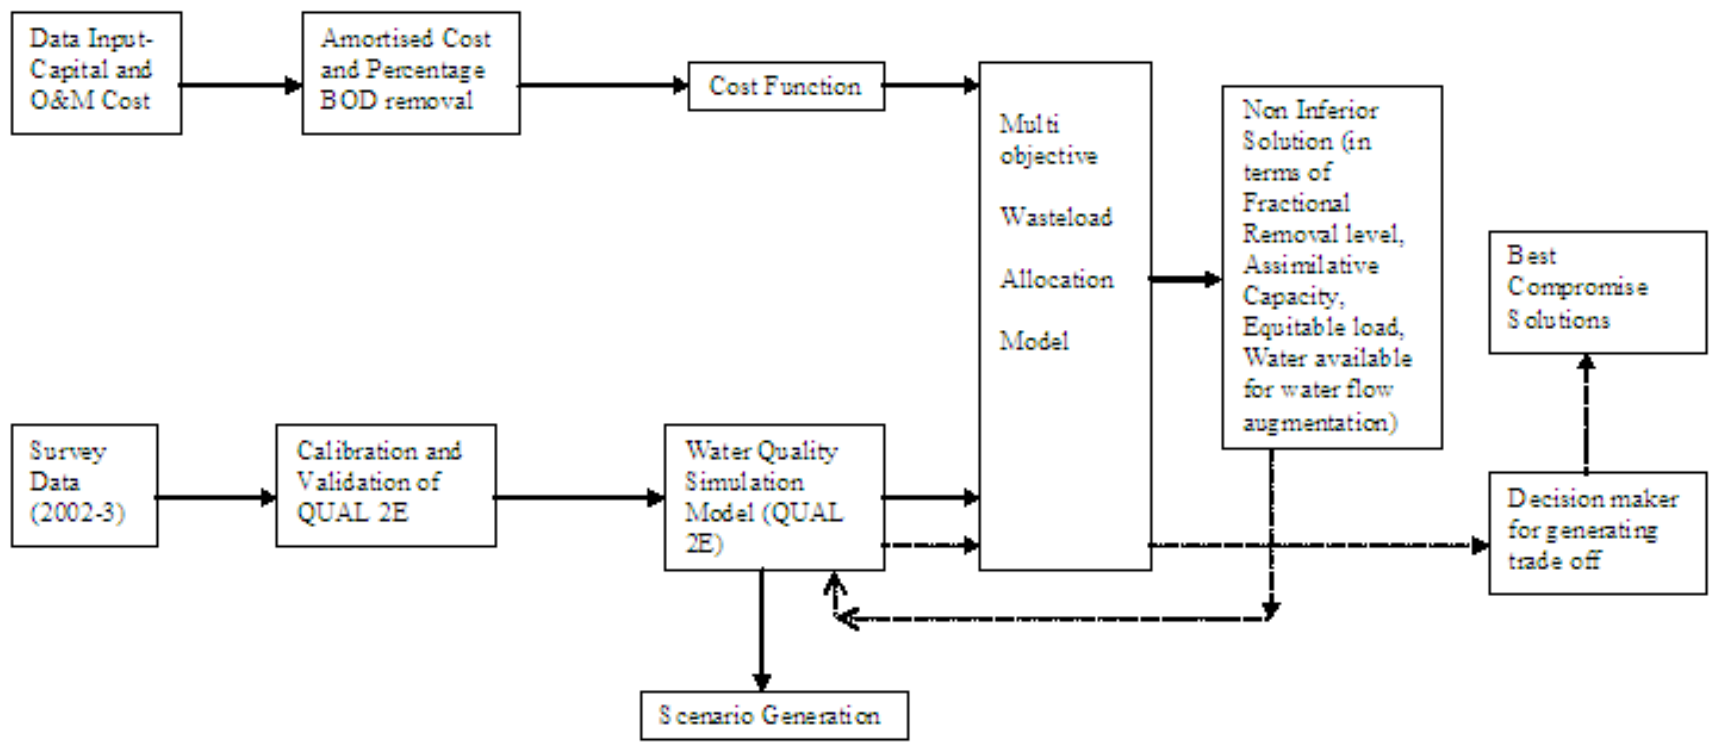 Data Input-
Capital and
O&M Cost
Amortised Cost
and Percentage
BOD removal
Cost Function
Multi
objective
Wasteload
Allocation
Model
Non Inferior
Solution (in
terms of
Fractional
Removal level,
Assimilative
Capacity,
Equitable load,
Water available
for water flow
augmentation)
Best
Compromise
Solutions
Survey
Data
(2002-3)
Calibration and
Validation of
QUAL 2E
Water Quality
Simulation
Model (QUAL
2E)
Decision maker
for generating
trade off
Scenario Generation